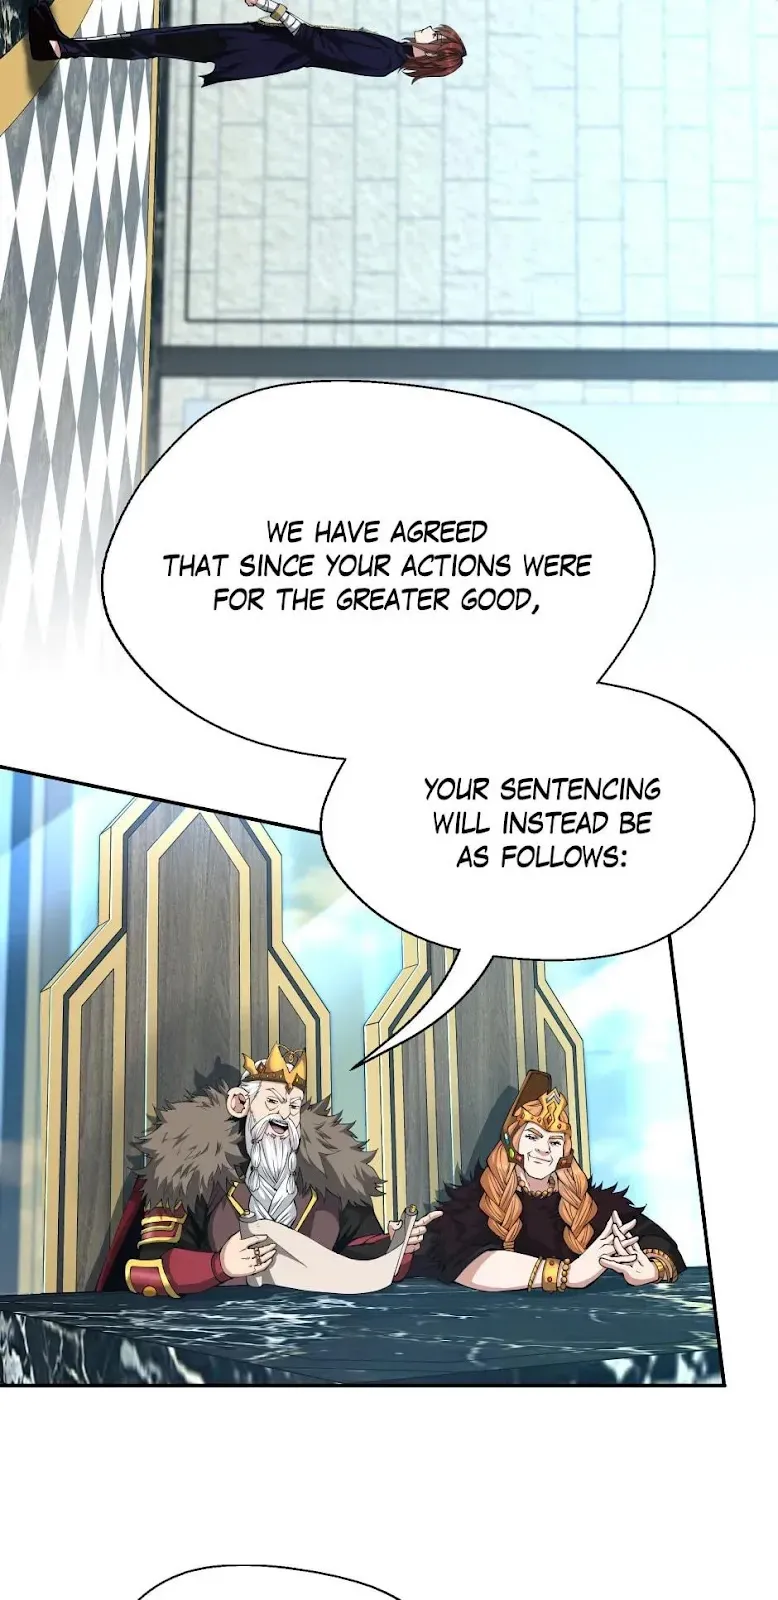 WE HAVE AGREED
THAT SINCE YOUR ACTIONS WERE
FOR THE GREATER GOOD,
YOUR SENTENCING
WILL INSTEAD BE
AS FOLLOWS: